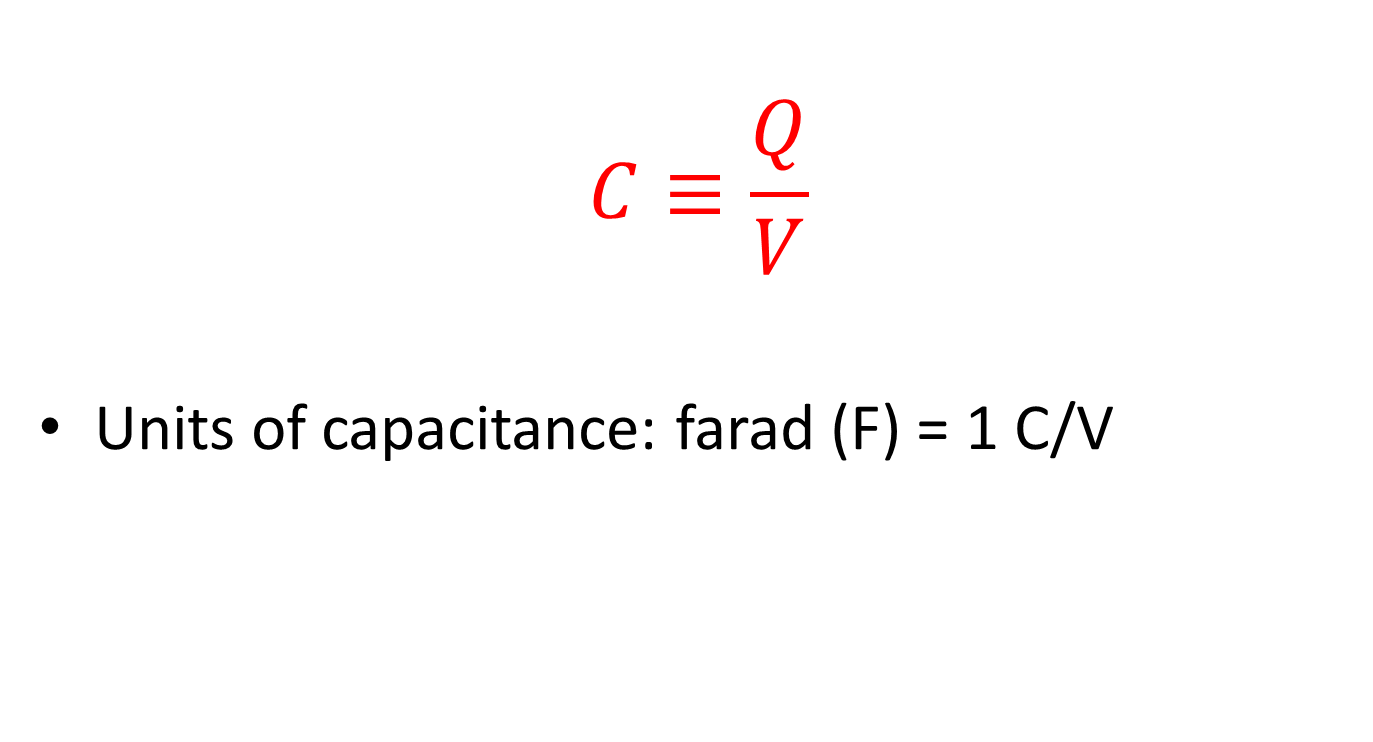 C ≡ Q/V
• Units of capacitance: farad (F) = 1 C/V